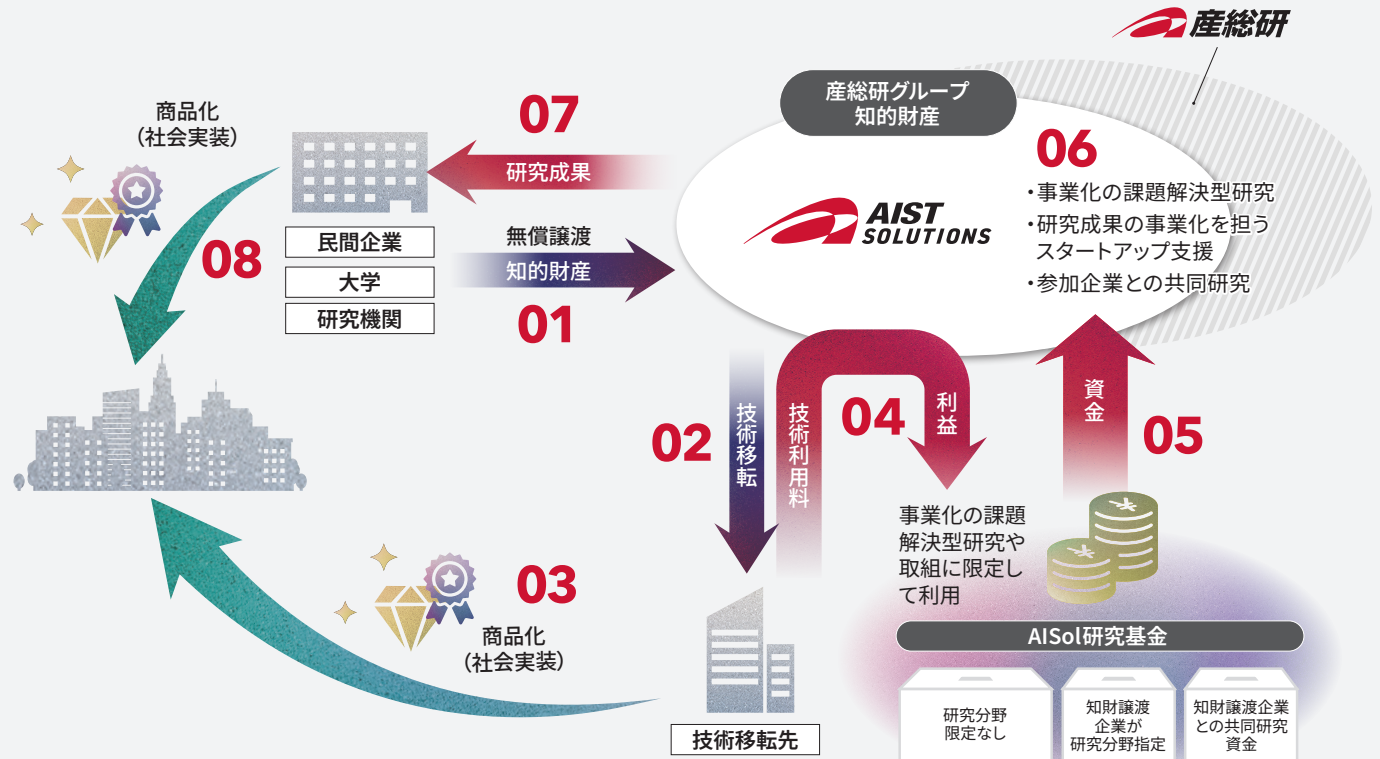 産総研
産総研グループ
知的財産
商品化
（社会実装）
07
研究成果
06
・事業化の課題解決型研究
・研究成果の事業化を担う
スタートアップ支援
・参加企業との共同研究
AIST
SOLUTIONS
民間企業
大学
研究機関
08
無償譲渡
知的財産
01
02
技術移転
技術利用料
04
利益
資金
05
事業化の課題
解決型研究や
取組に限定し
て利用
03
商品化
（社会実装）
技術移転先
AISol研究基金
研究分野
限定なし
知財譲渡
企業が
研究分野指定
知財譲渡企業
との共同研究
資金